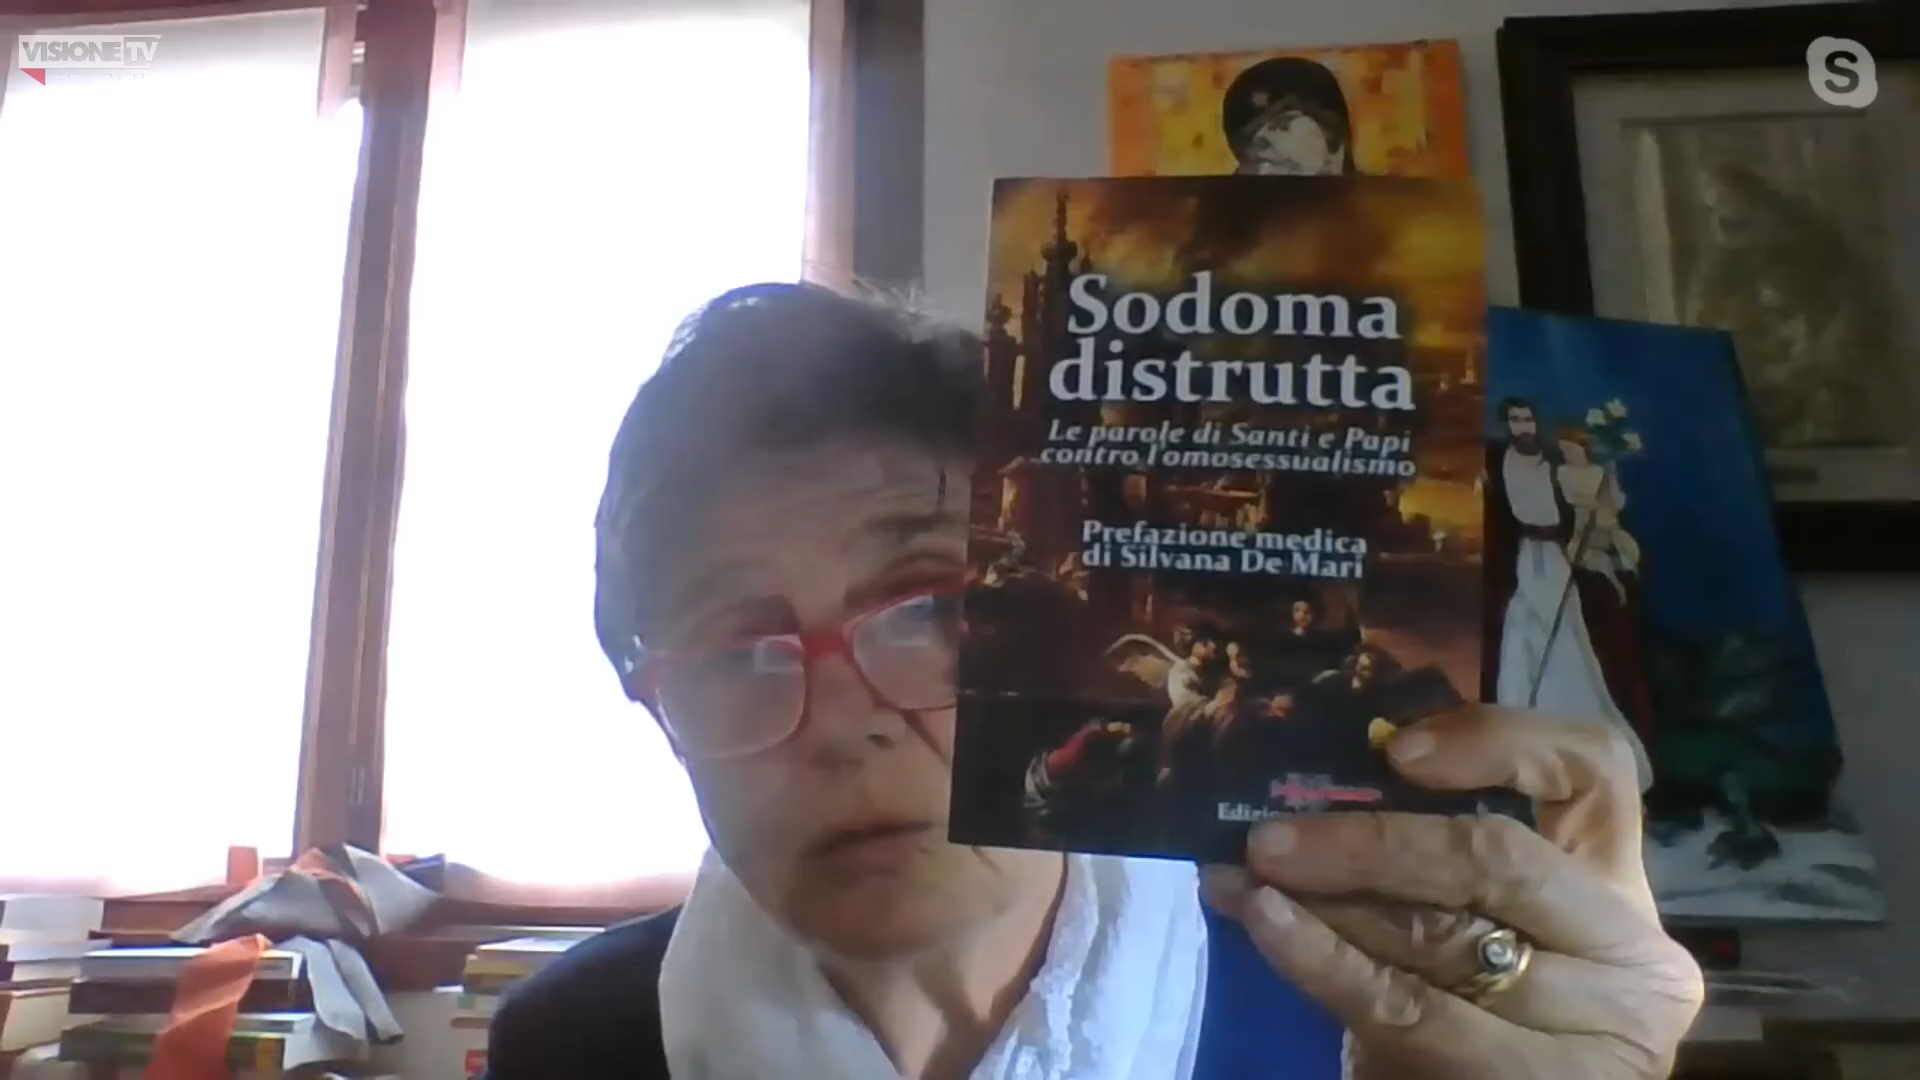 VISIONE TV
S
Sodoma
distrutta
Le parole di Santi e Papi
contro l'omosessualismo
Prefazione medica
di Silvana De Mari